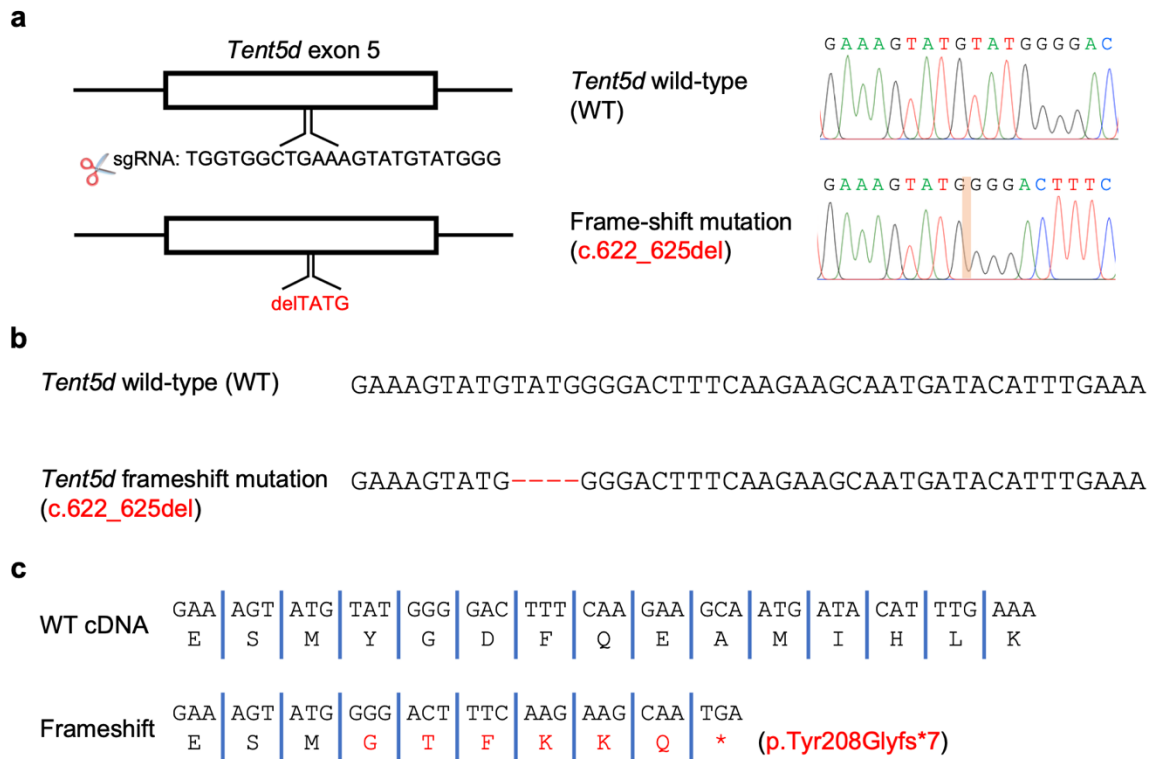 a
Tent5d exon 5
sgRNA: TGGTGGCTGAAAGTATGTATGGG
delTATG
Tent5d wild-type
(WT)
GAAAGTATGTATGGGGAC
Frame-shift mutation
(c.622_625del)
GAAAGTATGGGGACTTTC
b
Tent5d wild-type (WT) GAAAGTATGTATGGGGACTTTCAAGAAGCAATGATACATTTGAAA
Tent5d frameshift mutation
(c.622_625del)
GAAAGTATG----GGGACTTTCAAGAAGCAATGATACATTTGAAA
c
WT cDNA
GAA AGT ATG TAT GGG GAC TTT CAA GAA GCA ATG ATA CAT TTG AAA
E S M Y G D F Q E A M I H L K
Frameshift
GAA AGT ATG GGG ACT TTC AAG AAG CAA TGA
E S M G T F K K Q * (p.Tyr208Glyfs*7)